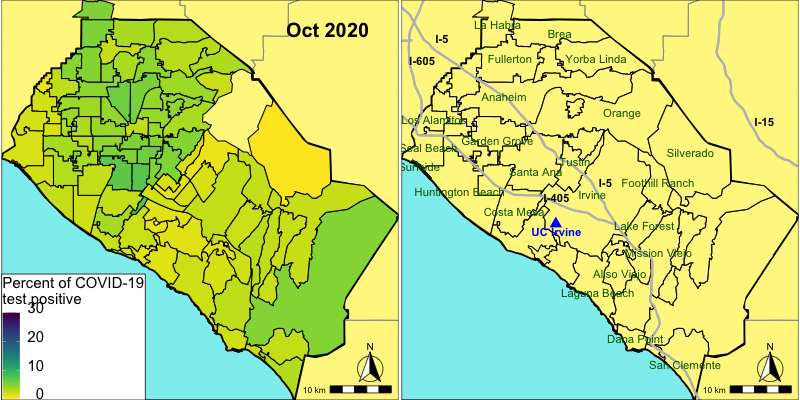 Oct 2020
Percent of COVID-19
test positive
30
20
10
0
N
10 km
La Habra
Brea
I-5
Fullerton
Yorba Linda
I-605
Anaheim
Orange
Los Alamitos
I-15
Garden Grove
Seal Beach
Silverado
Tustin
Sunside
Santa Ana
I-5
Foothill Ranch
Huntington Beach
Irvine
I-405
Costa Mesa
UC Irvine
Lake Forest
Mission Viejo
Aliso Viejo
Laguna Beach
Dana Point
San Clemente
N
10 km